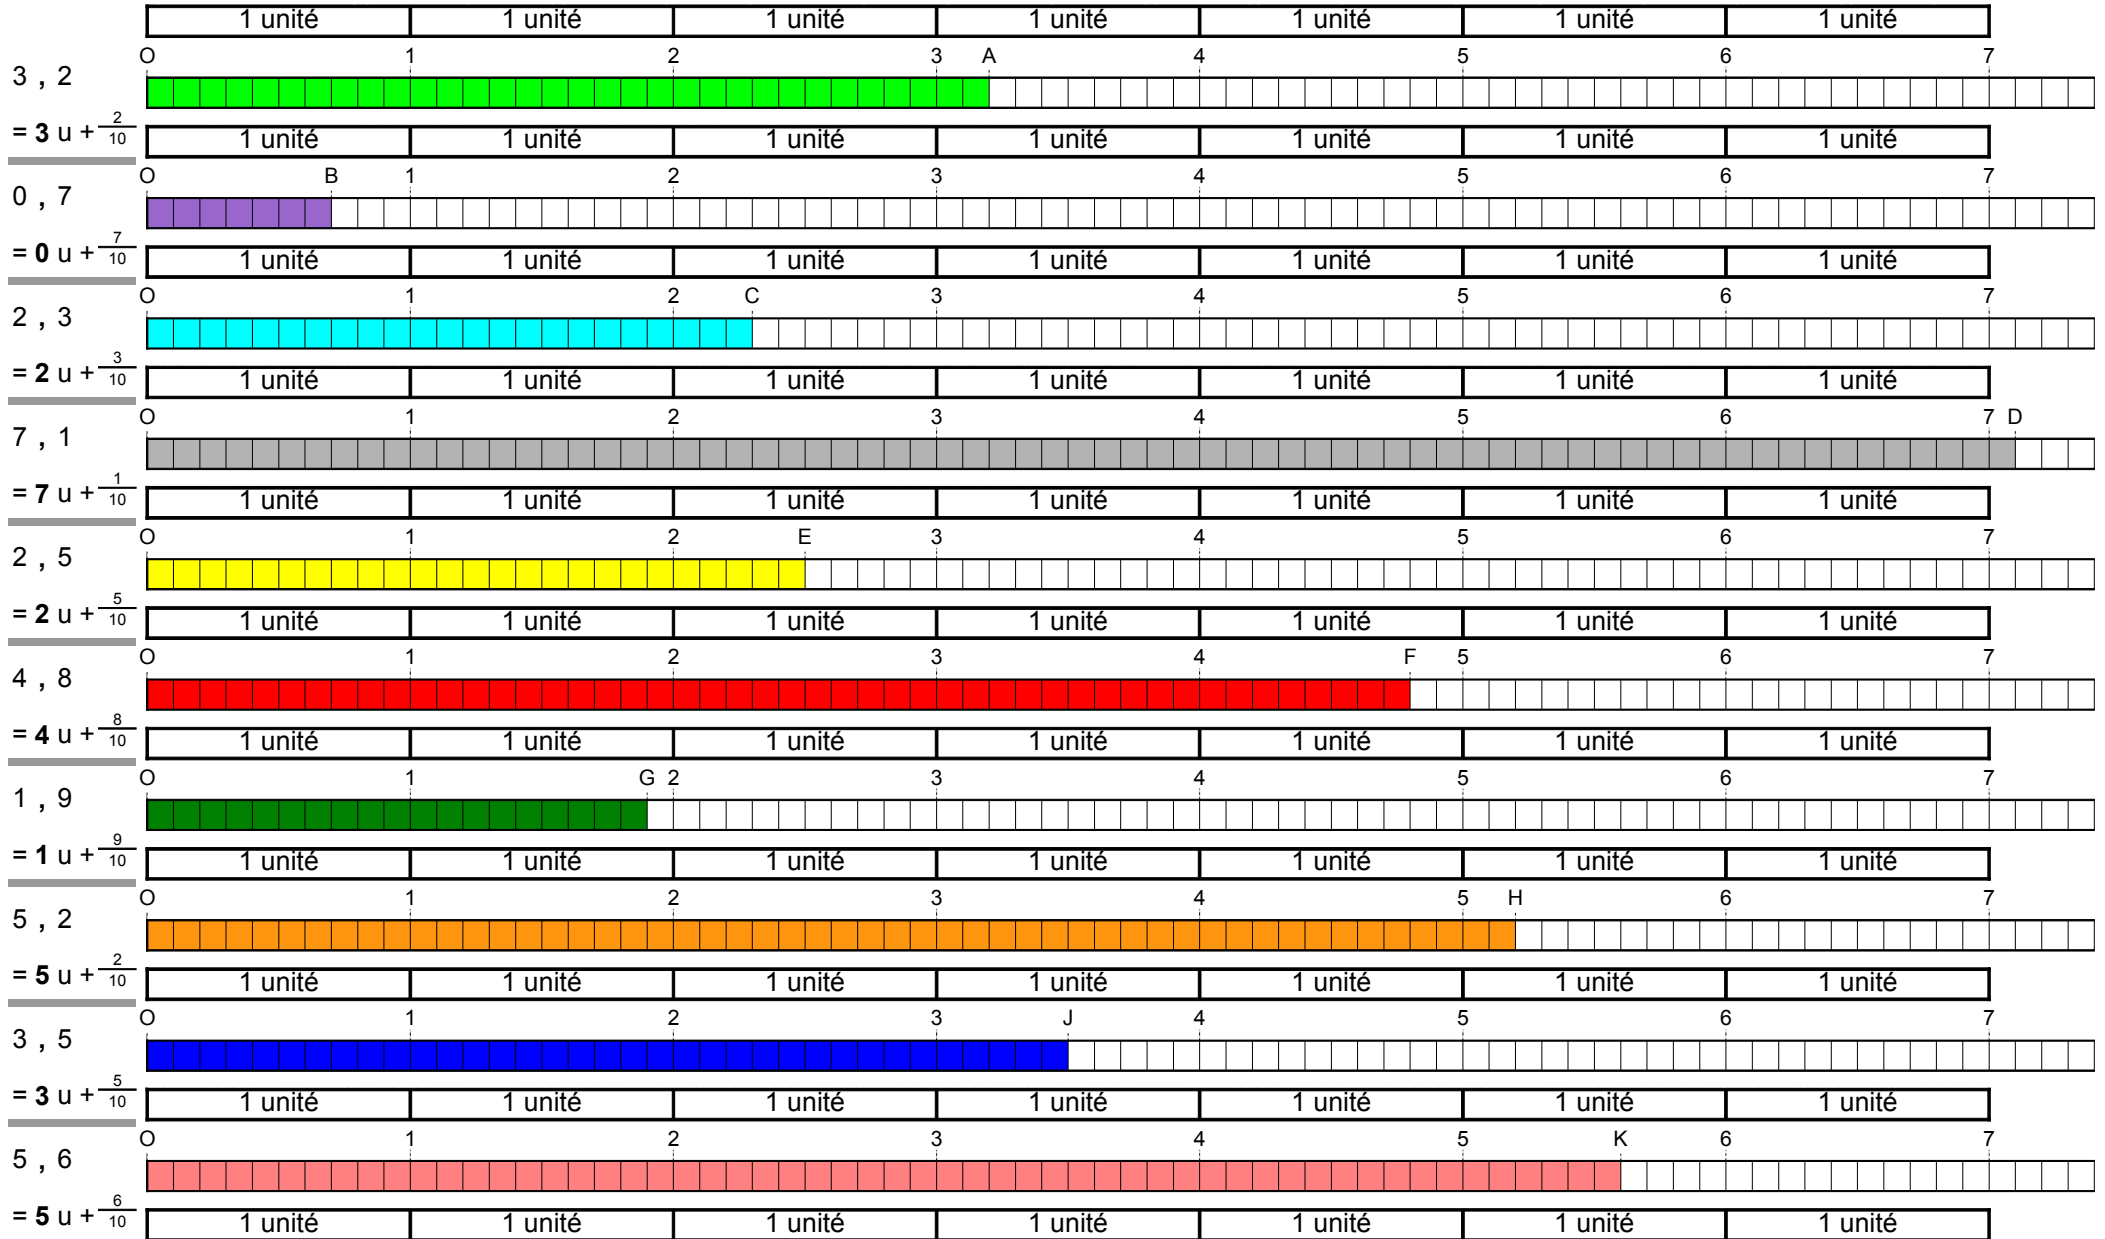 1 unité 1 unité 1 unité 1 unité 1 unité 1 unité 1 unité
O 1 2 3 A 4 5 6 7
3 , 2
= 3 u + 2/10
1 unité 1 unité 1 unité 1 unité 1 unité 1 unité 1 unité
O B 1 2 3 4 5 6 7
0 , 7
= 0 u + 7/10
1 unité 1 unité 1 unité 1 unité 1 unité 1 unité 1 unité
O 1 2 C 3 4 5 6 7
2 , 3
= 2 u + 3/10
1 unité 1 unité 1 unité 1 unité 1 unité 1 unité 1 unité
O 1 2 3 4 5 6 7 D
7 , 1
= 7 u + 1/10
1 unité 1 unité 1 unité 1 unité 1 unité 1 unité 1 unité
O 1 2 E 3 4 5 6 7
2 , 5
= 2 u + 5/10
1 unité 1 unité 1 unité 1 unité 1 unité 1 unité 1 unité
O 1 2 3 4 F 5 6 7
4 , 8
= 4 u + 8/10
1 unité 1 unité 1 unité 1 unité 1 unité 1 unité 1 unité
O 1 G 2 3 4 5 6 7
1 , 9
= 1 u + 9/10
1 unité 1 unité 1 unité 1 unité 1 unité 1 unité 1 unité
O 1 2 3 4 5 H 6 7
5 , 2
= 5 u + 2/10
1 unité 1 unité 1 unité 1 unité 1 unité 1 unité 1 unité
O 1 2 3 J 4 5 6 7
3 , 5
= 3 u + 5/10
1 unité 1 unité 1 unité 1 unité 1 unité 1 unité 1 unité
O 1 2 3 4 5 K 6 7
5 , 6
= 5 u + 6/10
1 unité 1 unité 1 unité 1 unité 1 unité 1 unité 1 unité